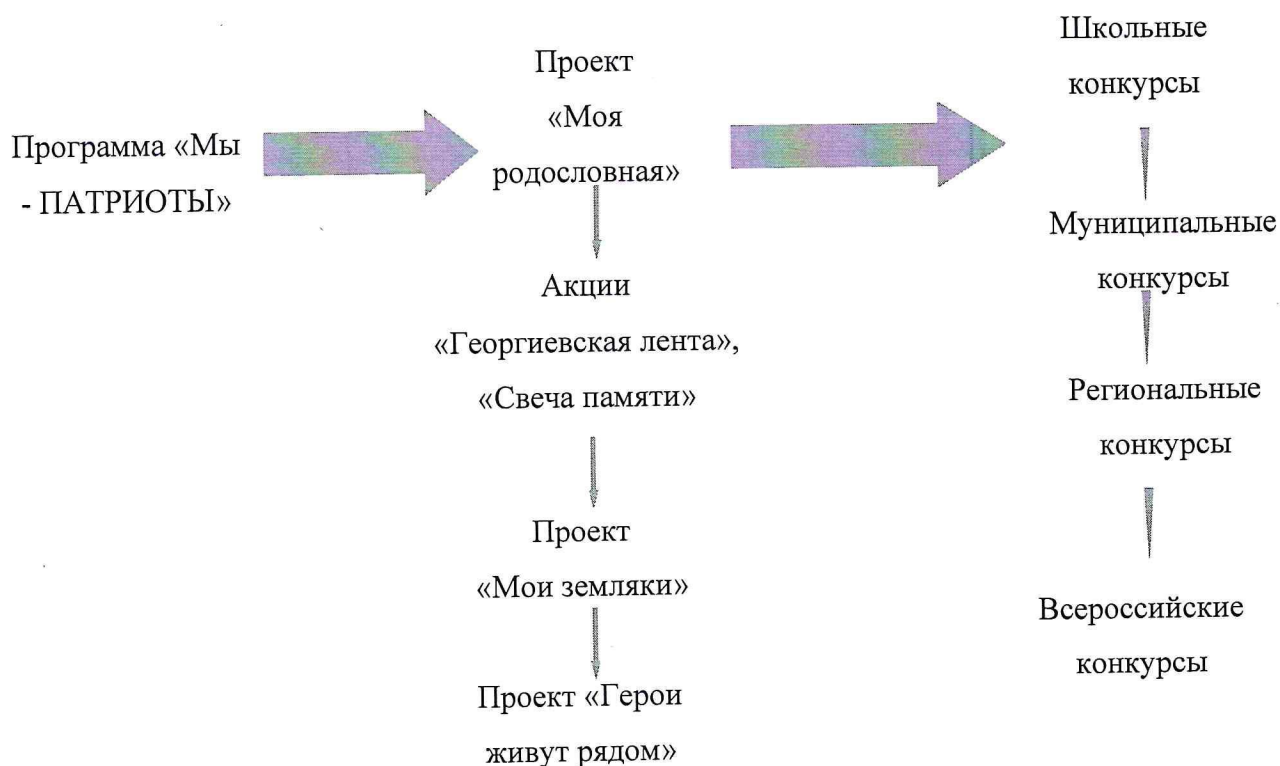 Программа «Мы
- ПАТРИОТЫ»
Проект
«Моя
родословная»
Акции
«Георгиевская лента»,
«Свеча памяти»
Проект
«Мои земляки»
Проект «Герои
живут рядом»
Школьные
конкурсы
Муниципальные
конкурсы
Региональные
конкурсы
Всероссийские
конкурсы